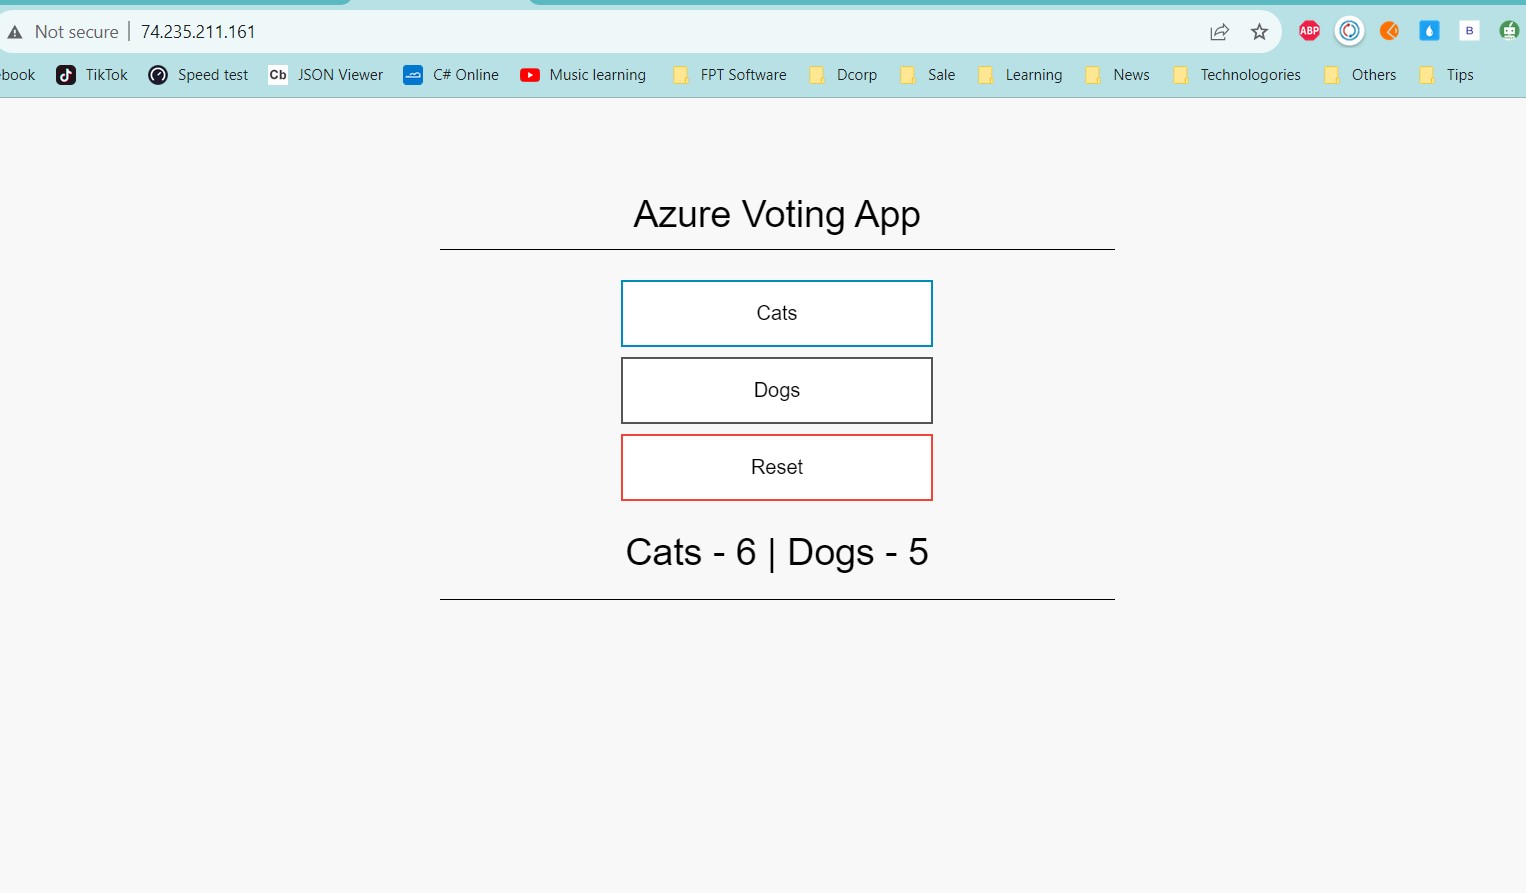 Not secure | 74.235.211.161 ABP B
ebook TikTok Speed test Cb JSON Viewer C# Online Music learning FPT Software Dcorp Sale Learning News Technologories Others Tips
Azure Voting App
Cats
Dogs
Reset
Cats - 6 | Dogs - 5